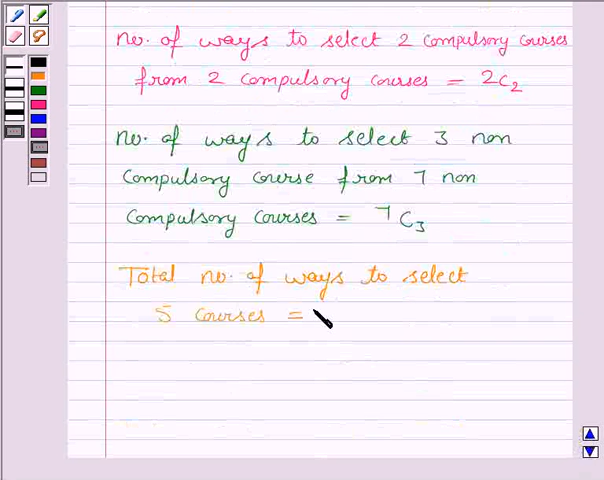 no. of ways to select 2 compulsory courses
from 2 compulsory courses = 2C₂
no. of ways to select 3 non
compulsory course from 7 non
compulsory courses = ⁷C₃
Total no. of ways to select
5 courses =